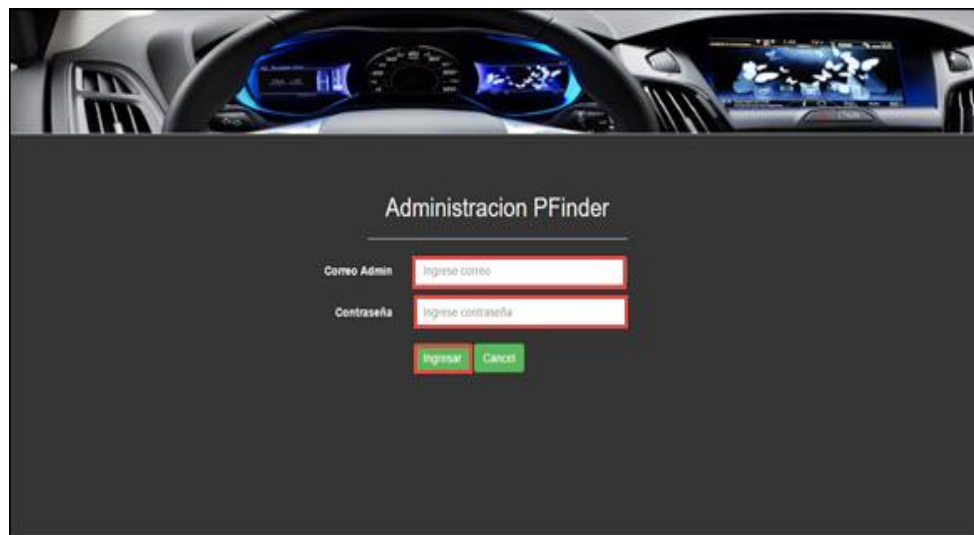 Administracion PFinder
Correo Admin Ingrese correo
Contraseña Ingrese contraseña
Ingresar Cancel